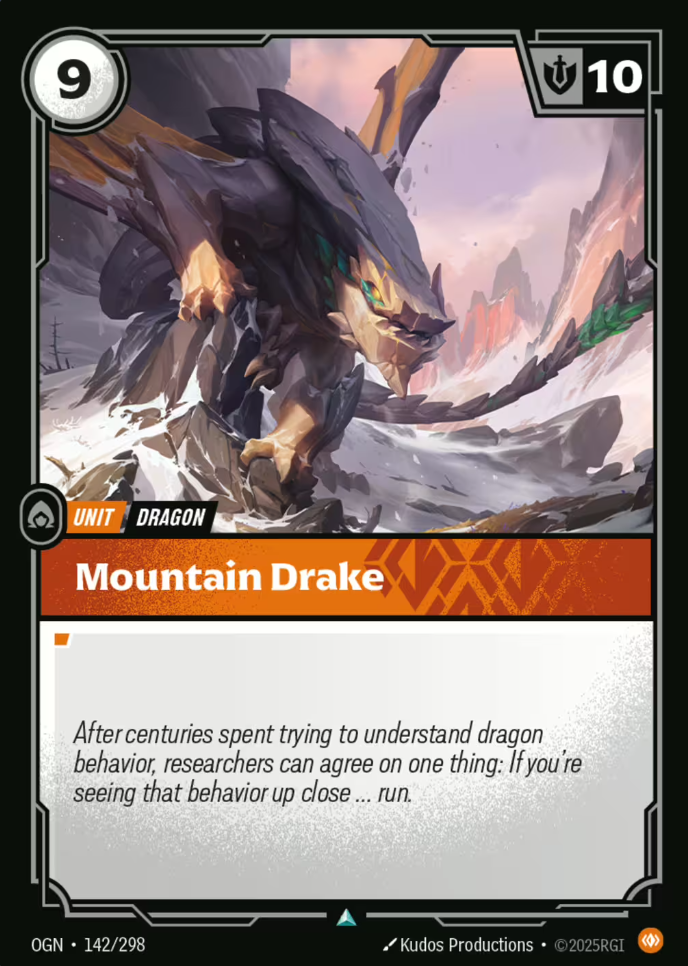 9
10
UNIT DRAGON
Mountain Drake
After centuries spent trying to understand dragon
behavior, researchers can agree on one thing: If you're
seeing that behavior up close ... run.
OGN • 142/298
Kudos Productions • ©2025RGI